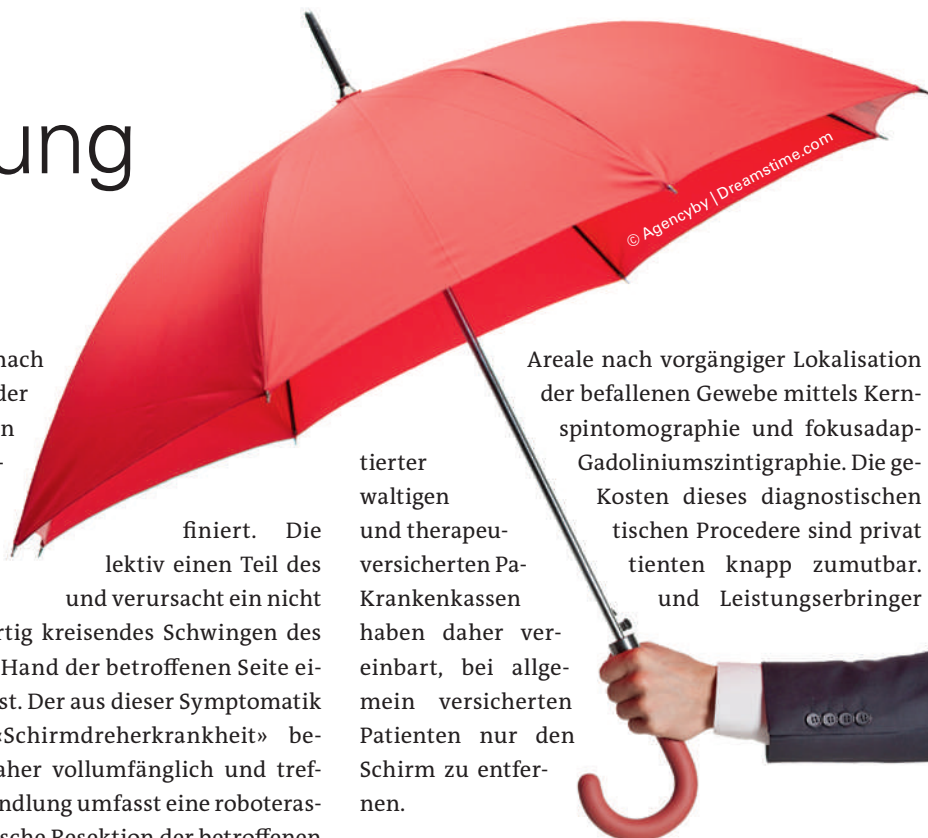 ung
© Agencyby | Dreamstime.com
nach
der
n
-
finiert. Die
lektiv einen Teil des
und verursacht ein nicht
rtig kreisendes Schwingen des
Hand der betroffenen Seite ei-
st. Der aus dieser Symptomatik
«Schirmdreherkrankheit» be-
aher vollumfänglich und tref-
ndlung umfasst eine roboteras-
sche Resektion der betroffenen
Areale nach vorgängiger Lokalisation
der befallenen Gewebe mittels Kern-
spintomographie und fokusadap-
tierter Gadoliniumszintigraphie. Die ge-
waltigen Kosten dieses diagnostischen
und therapeu- tischen Procedere sind privat
versicherten Pa- tienten knapp zumutbar.
Krankenkassen und Leistungserbringer
haben daher ver-
einbart, bei allge-
mein versicherten
Patienten nur den
Schirm zu entfer-
nen.